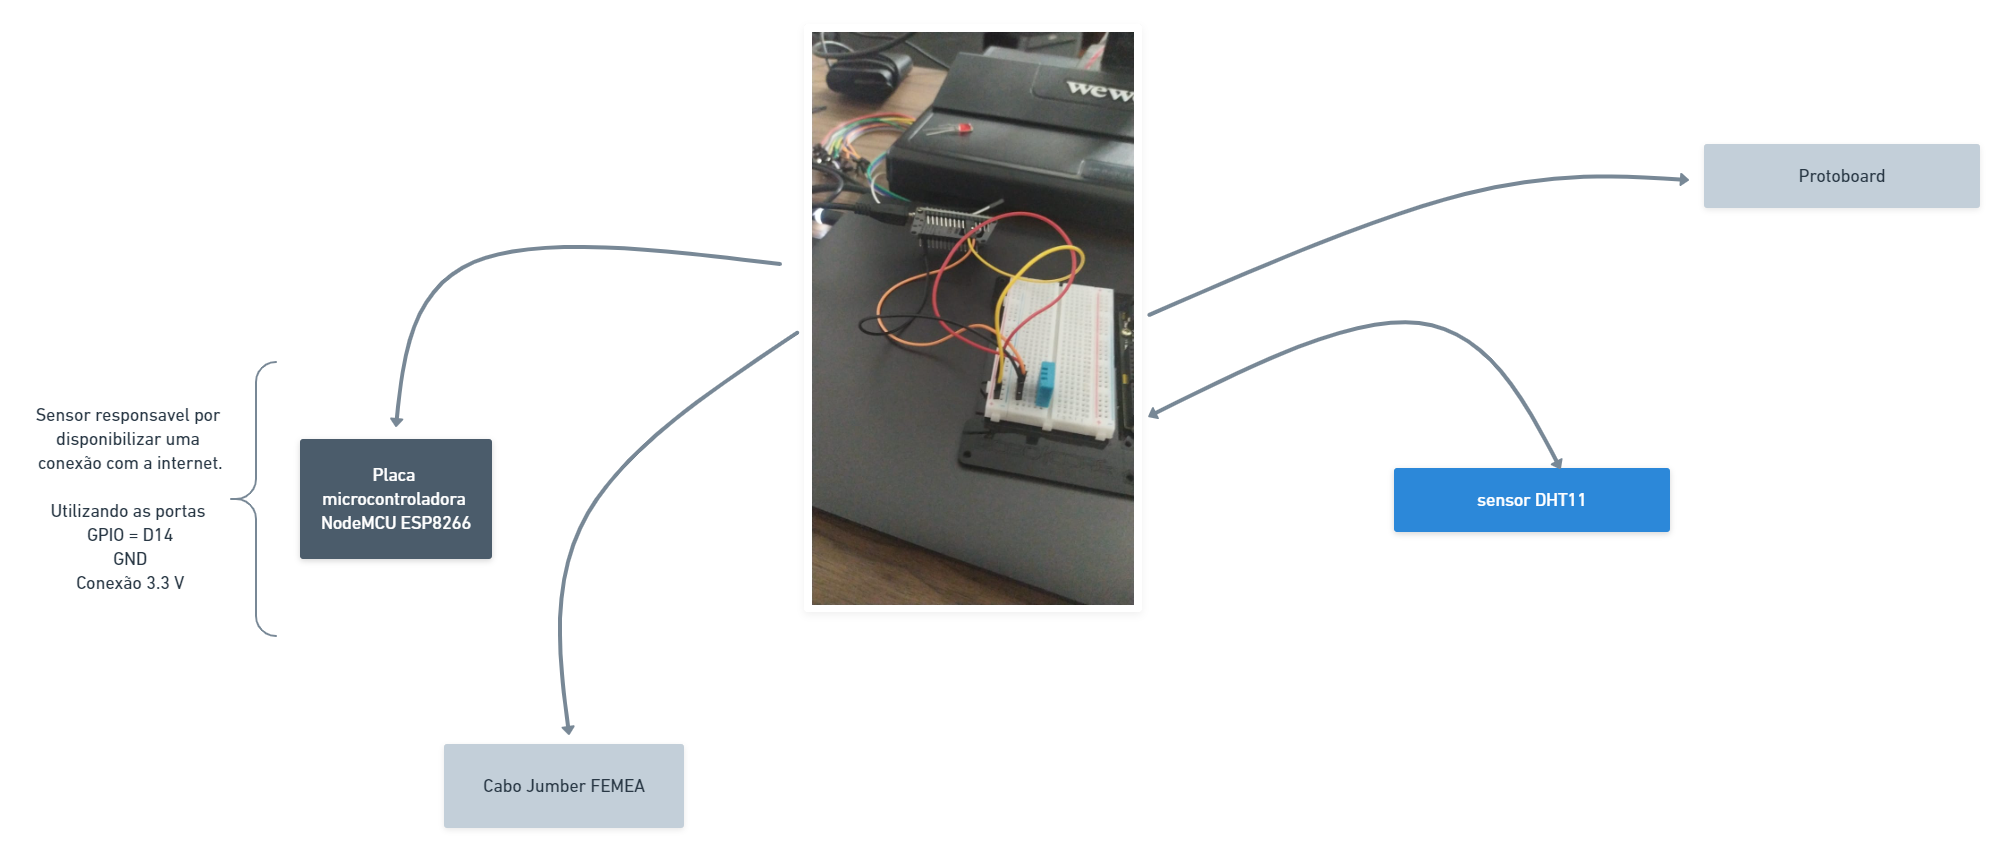 wew
Protoboard
Sensor responsavel por
disponibilizar uma
conexão com a internet.
Utilizando as portas
GPIO = D14
GND
Conexão 3.3 V
Placa
microcontroladora
NodeMCU ESP8266
sensor DHT11
Cabo Jumber FEMEA